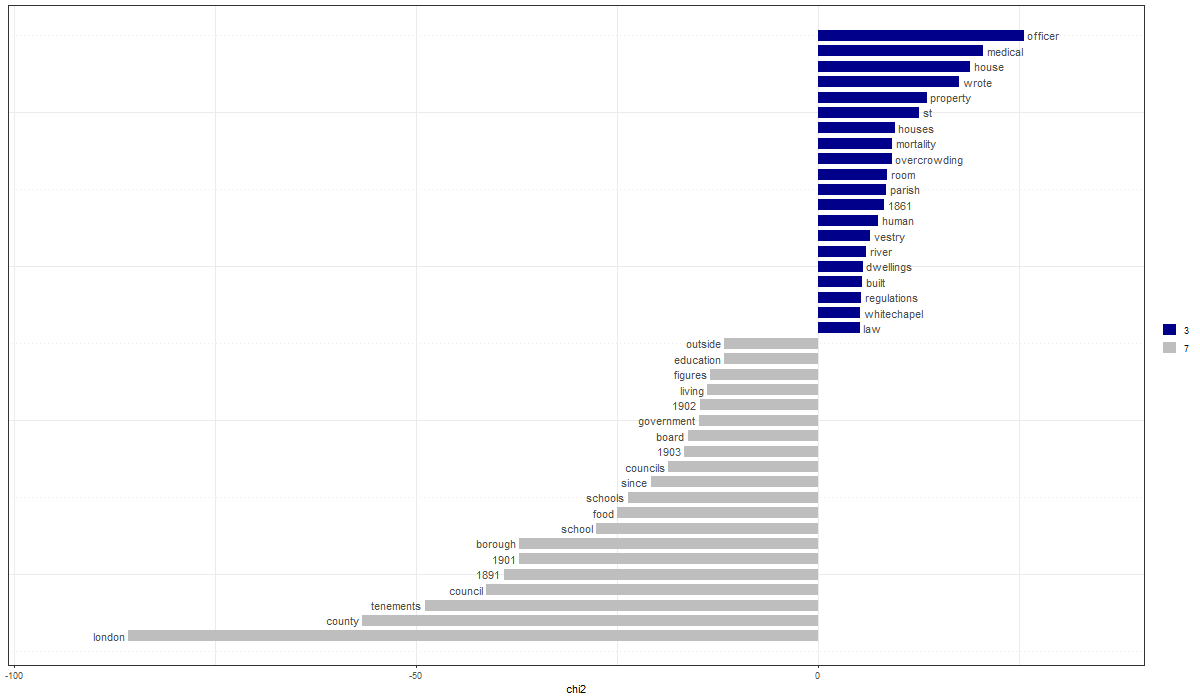 officer
medical
house
wrote
property
st
houses
mortality
overcrowding
room
parish
1861
human
vestry
river
dwellings
built
regulations
whitechapel
law
outside
education
figures
living
1902
government
board
1903
councils
since
schools
food
school
borough
1901
1891
council
tenements
county
london
3
7
-100 -50 0
chi2